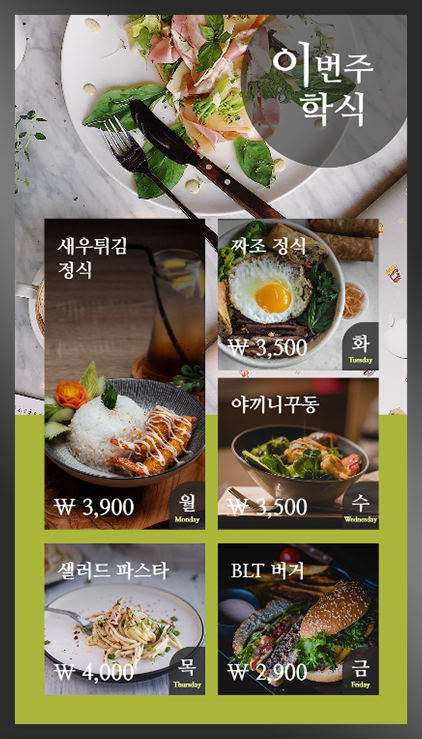 이번주
학식
새우튀김
정식
₩ 3,900
월
Monday
짜조 정식
₩ 3,500
화
Tuesday
야끼니꾸동
₩ 3,500
수
Wednesday
샐러드 파스타
₩ 4,000
목
Thursday
BLT 버거
₩ 2,900
금
Friday